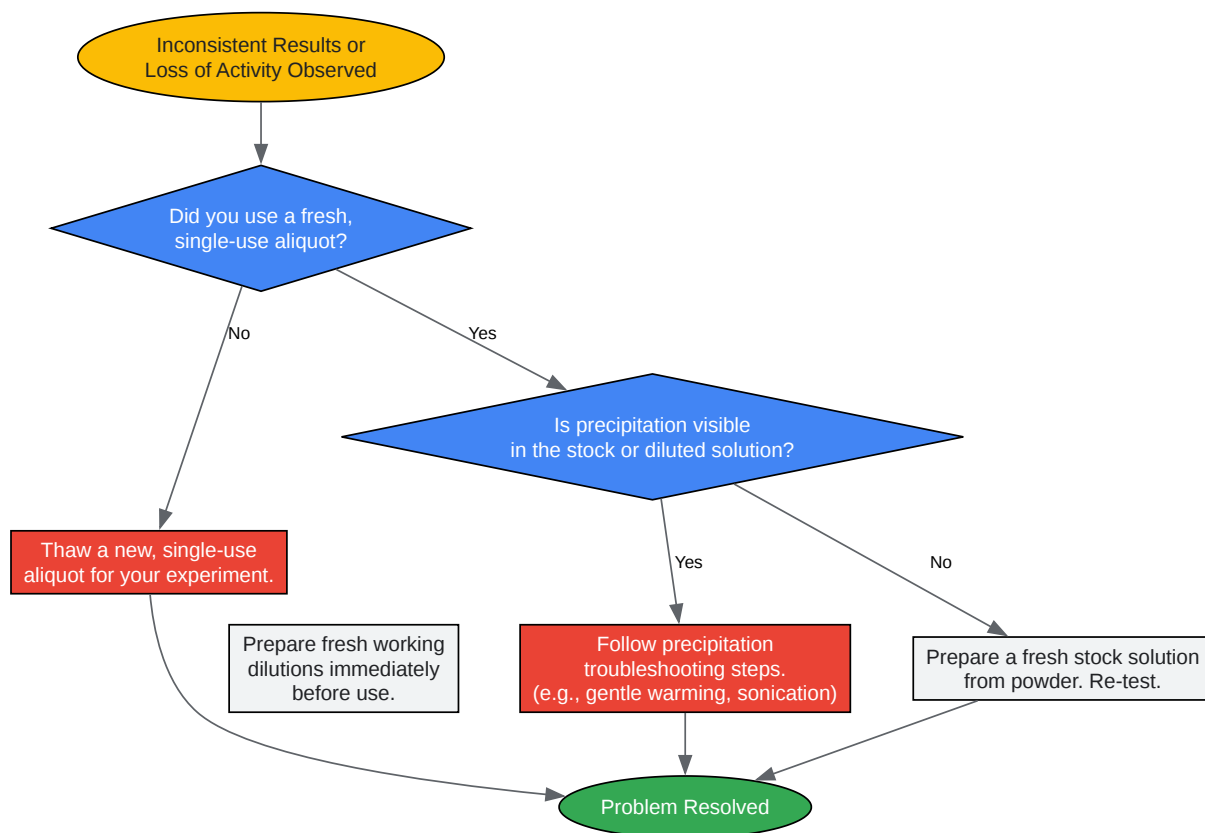 Inconsistent Results or
Loss of Activity Observed
Did you use a fresh,
single-use aliquot?
No
Yes
Is precipitation visible
in the stock or diluted solution?
Thaw a new, single-use
aliquot for your experiment.
Yes
No
Prepare fresh working
dilutions immediately
before use.
Follow precipitation
troubleshooting steps.
(e.g., gentle warming, sonication)
Prepare a fresh stock solution
from powder. Re-test.
Problem Resolved